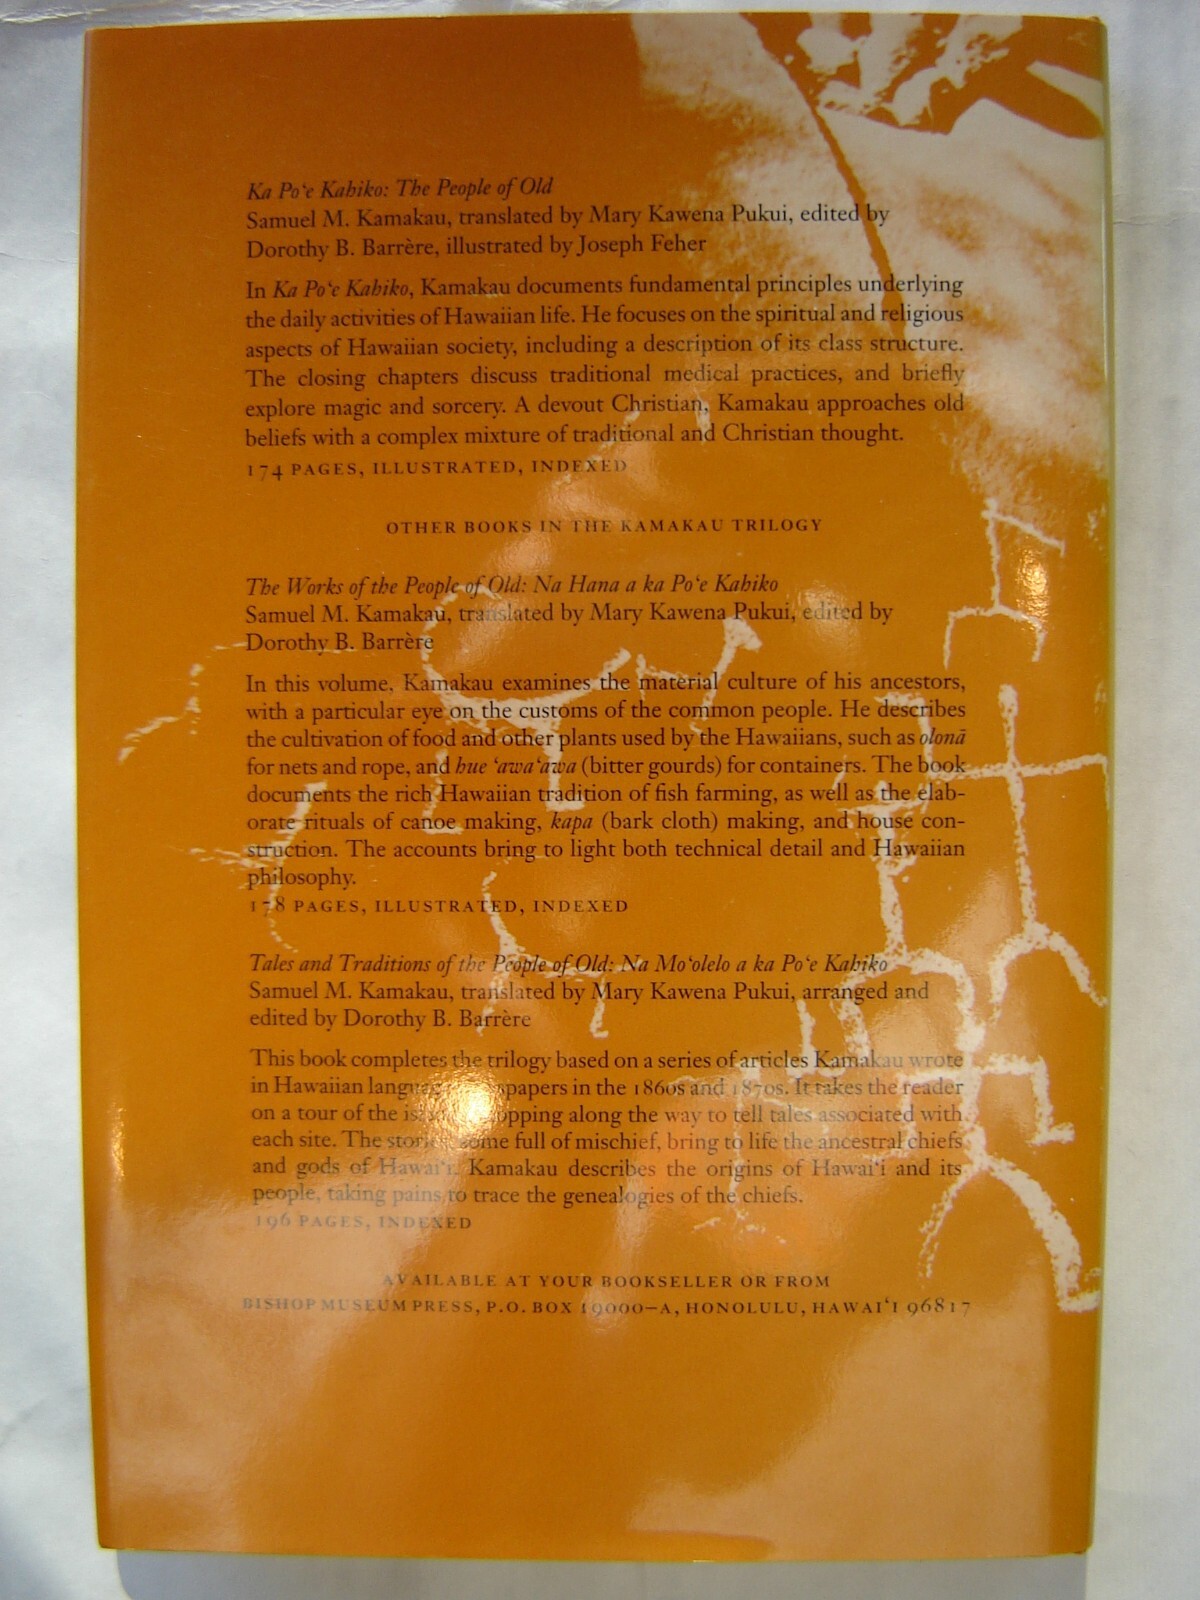 Ka Po‘e Kahiko: The People of Old
Samuel M. Kamakau, translated by Mary Kawena Pukui, edited by
Dorothy B. Barrère, illustrated by Joseph Feher
In Ka Po‘e Kahiko, Kamakau documents fundamental principles underlying
the daily activities of Hawaiian life. He focuses on the spiritual and religious
aspects of Hawaiian society, including a description of its class structure.
The closing chapters discuss traditional medical practices, and briefly
explore magic and sorcery. A devout Christian, Kamakau approaches old
beliefs with a complex mixture of traditional and Christian thought.
174 PAGES, ILLUSTRATED, INDEXED
OTHER BOOKS IN THE KAMAKAU TRILOGY
The Works of the People of Old: Na Hana a ka Po‘e Kahiko
Samuel M. Kamakau, translated by Mary Kawena Pukui, edited by
Dorothy B. Barrère
In this volume, Kamakau examines the material culture of his ancestors,
with a particular eye on the customs of the common people. He describes
the cultivation of food and other plants used by the Hawaiians, such as olonā
for nets and rope, and hue ‘awa‘awa (bitter gourds) for containers. The book
documents the rich Hawaiian tradition of fish farming, as well as the elab-
orate rituals of canoe making, kapa (bark cloth) making, and house con-
struction. The accounts bring to light both technical detail and Hawaiian
philosophy.
178 PAGES, ILLUSTRATED, INDEXED
Tales and Traditions of the People of Old: Na Mo‘olelo a ka Po‘e Kahiko
Samuel M. Kamakau, translated by Mary Kawena Pukui, arranged and
edited by Dorothy B. Barrère
This book completes the trilogy based on a series of articles Kamakau wrote
in Hawaiian in the 1860s and 1870s. It takes the reader
on a tour of the along the way to tell tales associated with
each site. The some full of mischief, bring to life the ancestral chiefs
and gods of Hawai‘i. Kamakau describes the origins of Hawai‘i and its
people, taking pains to trace the genealogies of the chiefs.
196 PAGES, INDEXED
AVAILABLE AT YOUR BOOKSELLER OR FROM
BISHOP MUSEUM PRESS, P.O. BOX 19000–A, HONOLULU, HAWAI‘I 96817